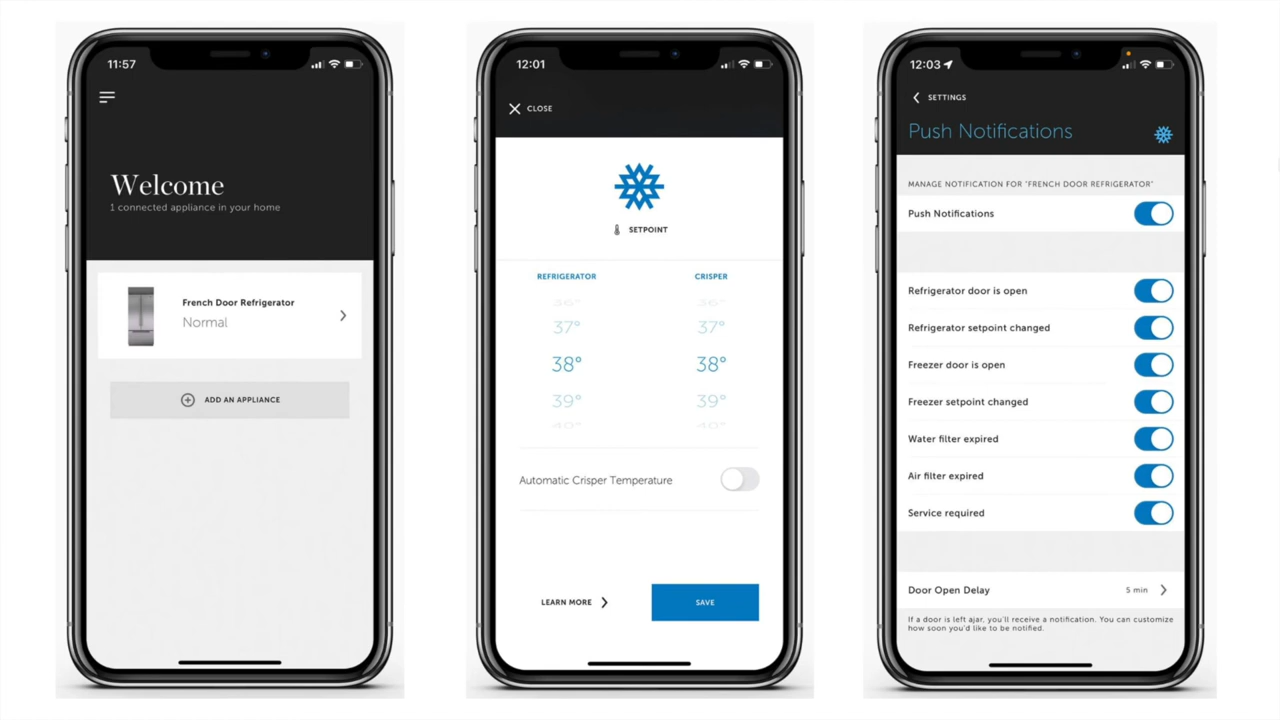 11:57
Welcome
1 connected appliance in your home
French Door Refrigerator
Normal
ADD AN APPLIANCE
12:01
CLOSE
SETPOINT
REFRIGERATOR CRISPER
36° 36°
37° 37°
38° 38°
39° 39°
40° 40°
Automatic Crisper Temperature
LEARN MORE
SAVE
12:03
SETTINGS
Push Notifications
MANAGE NOTIFICATION FOR "FRENCH DOOR REFRIGERATOR"
Push Notifications
Refrigerator door is open
Refrigerator setpoint changed
Freezer door is open
Freezer setpoint changed
Water filter expired
Air filter expired
Service required
Door Open Delay 5 min
If a door is left ajar, you'll receive a notification. You can customize
how soon you'd like to be notified.